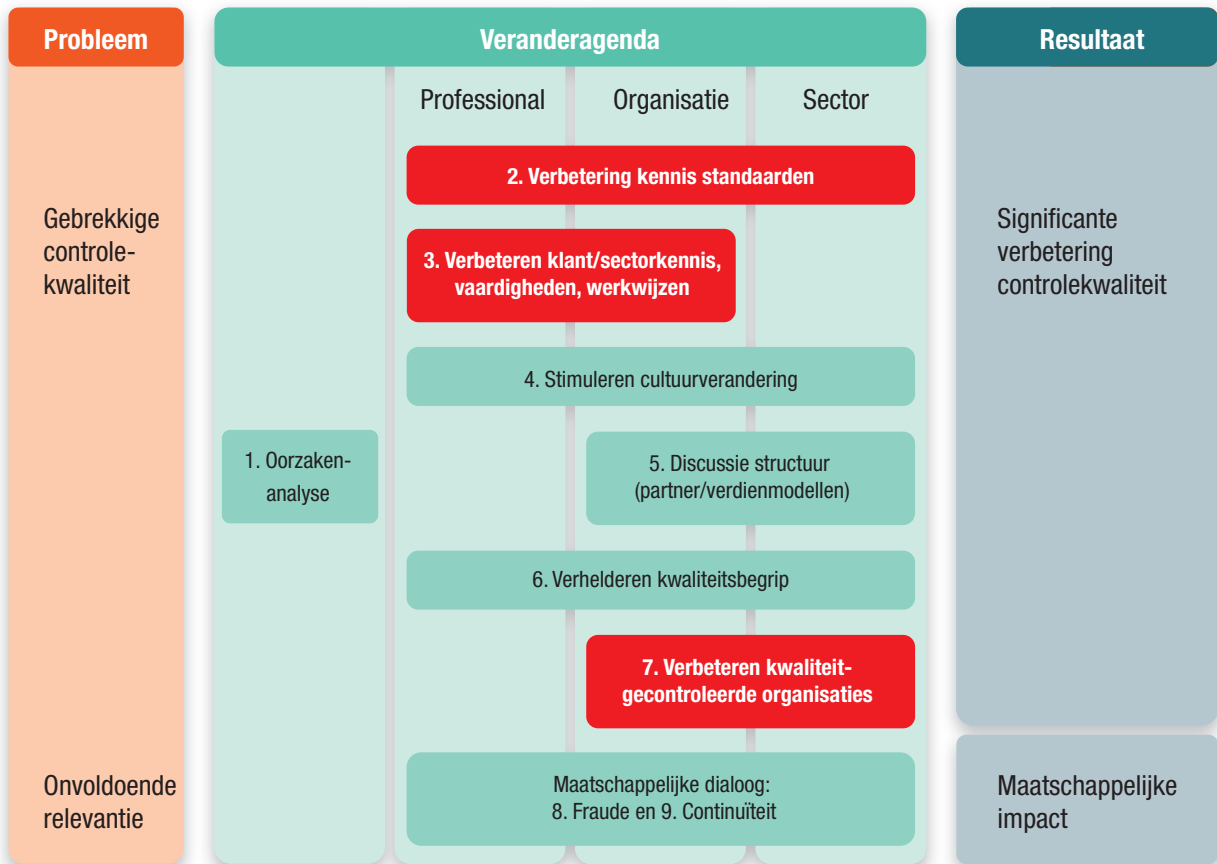 Probleem
Veranderagenda
Resultaat
Professional
Organisatie
Sector
2. Verbetering kennis standaarden
Gebrekkige
controle-
kwaliteit
3. Verbeteren klant/sectorkennis,
vaardigheden, werkwijzen
Significante
verbetering
controlekwaliteit
4. Stimuleren cultuurverandering
1. Oorzaken-
analyse
5. Discussie structuur
(partner/verdienmodellen)
6. Verhelderen kwaliteitsbegrip
7. Verbeteren kwaliteit-
gecontroleerde organisaties
Onvoldoende
relevantie
Maatschappelijke dialoog:
8. Fraude en 9. Continuïteit
Maatschappelijke
impact